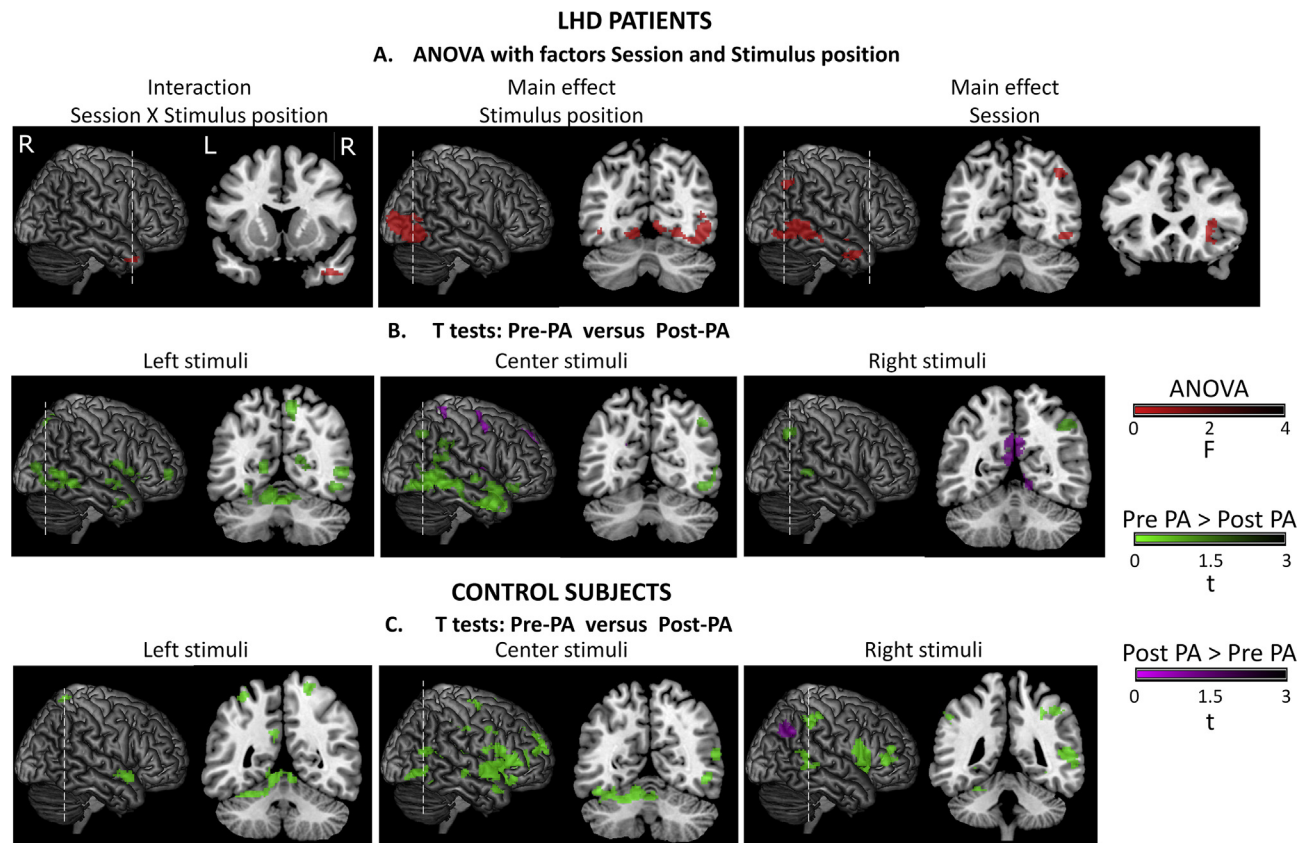 LHD PATIENTS
A. ANOVA with factors Session and Stimulus position
Interaction
Session X Stimulus position
Main effect
Stimulus position
Main effect
Session
R L R
B. T tests: Pre-PA versus Post-PA
Left stimuli
Center stimuli
Right stimuli
ANOVA
0 2 4
F
Pre PA > Post PA
0 1.5 3
t
CONTROL SUBJECTS
C. T tests: Pre-PA versus Post-PA
Left stimuli
Center stimuli
Right stimuli
Post PA > Pre PA
0 1.5 3
t